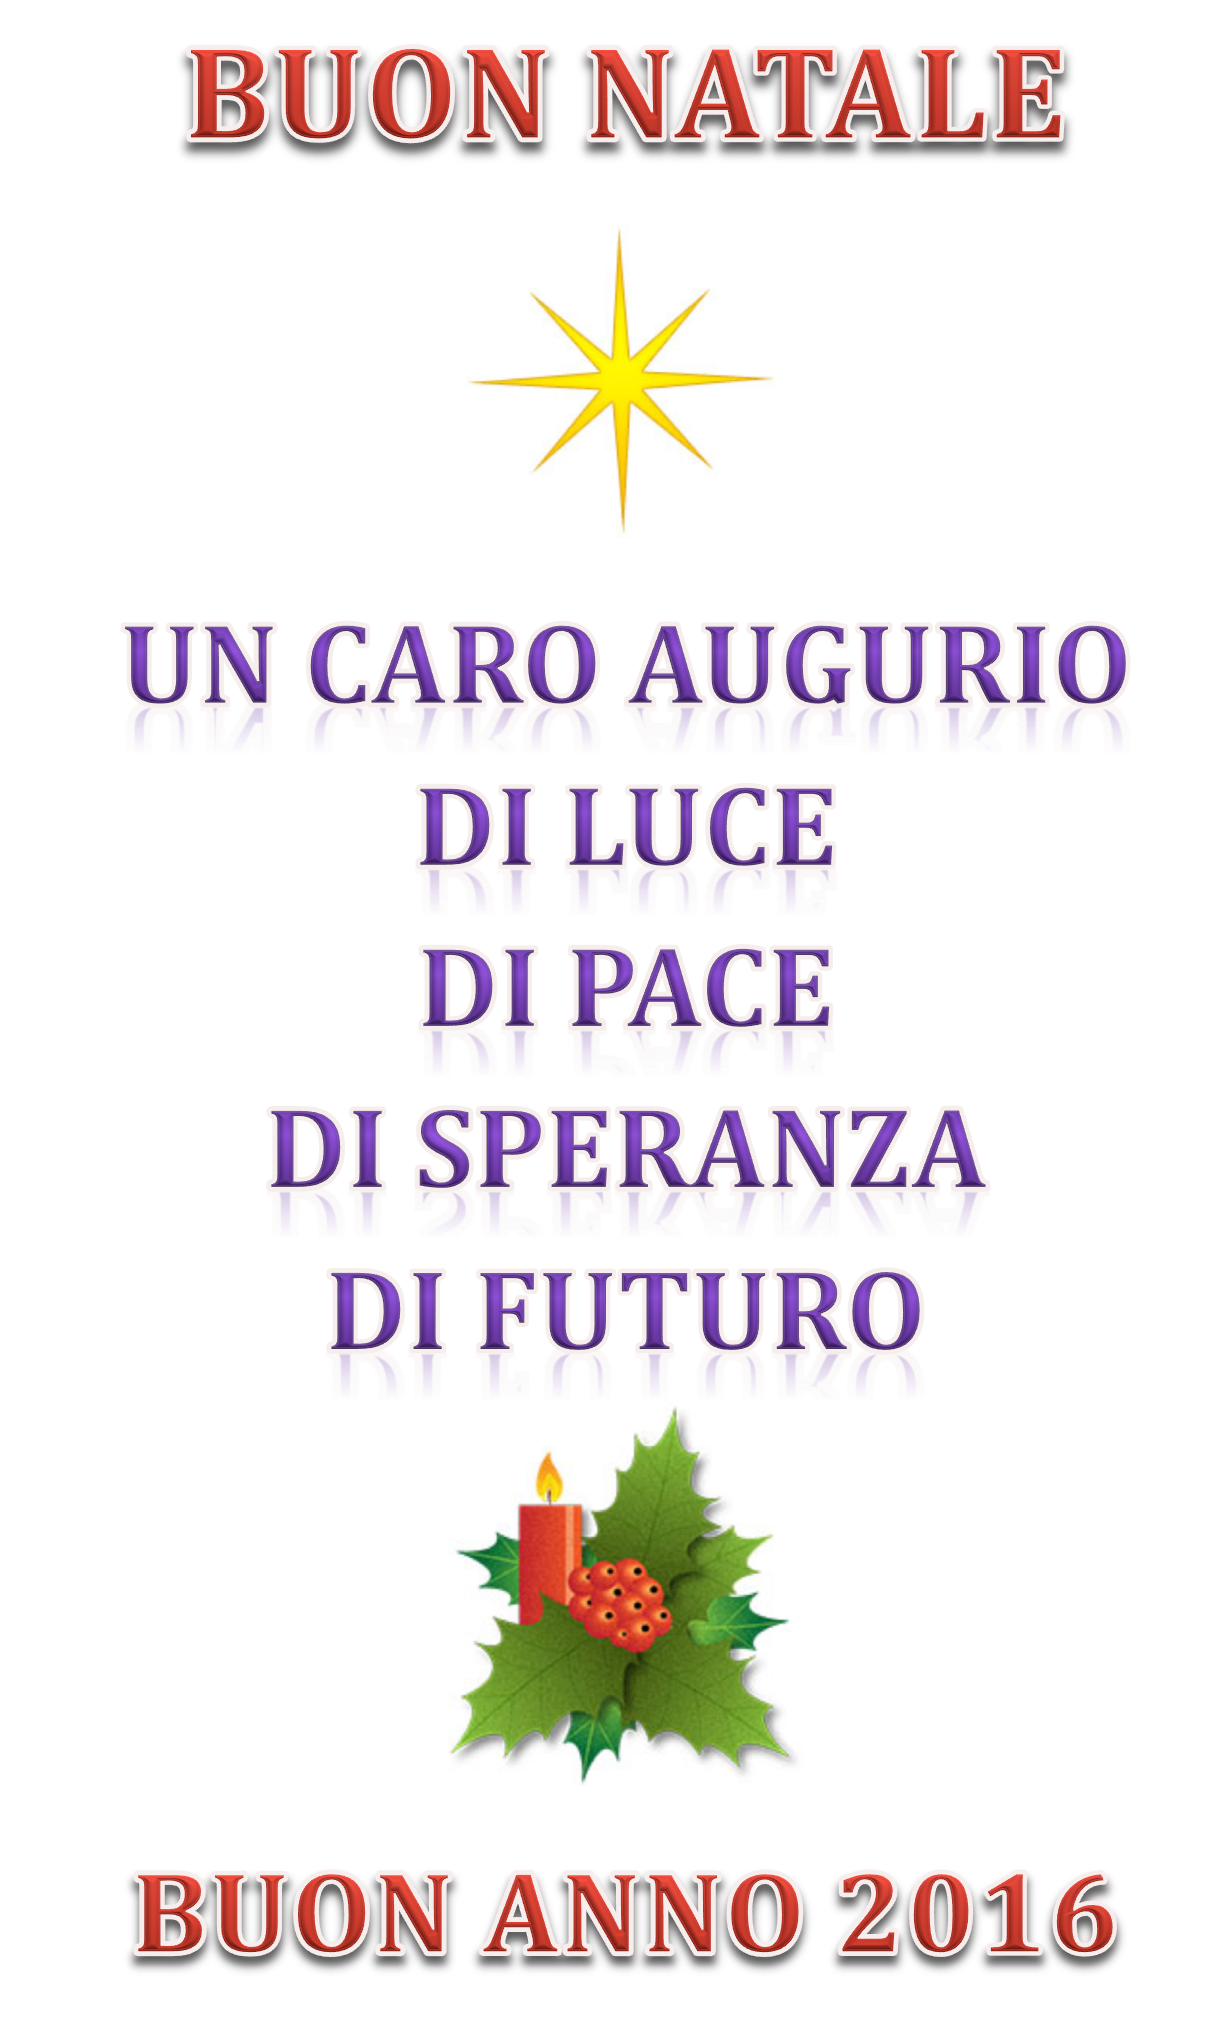 BUON NATALE
UN CARO AUGURIO
DI LUCE
DI PACE
DI SPERANZA
DI FUTURO
BUON ANNO 2016